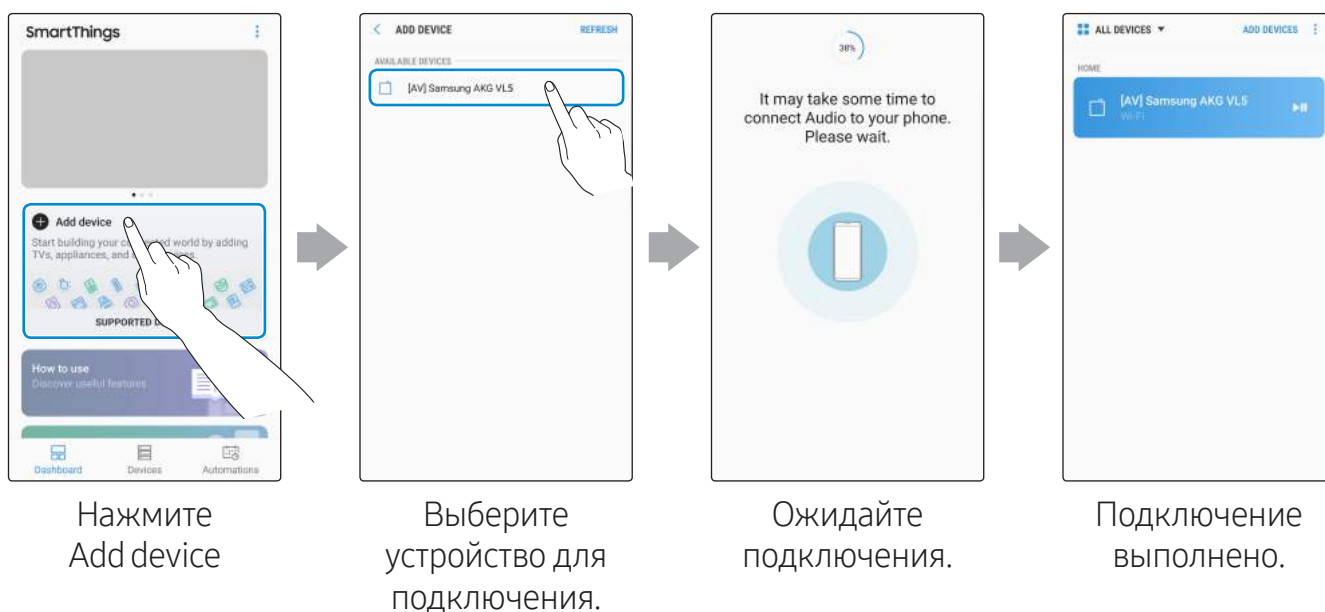 SmartThings
Add device
Start building your connected world by adding
TVs, appliances, and
SUPPORTED
How to use
Discover useful features
Dashboard
Devices
Automations
Нажмите
Add device
ADD DEVICE
REFRESH
AVAILABLE DEVICES
[AV] Samsung AKG VL5
Выберите
устройство для
подключения.
38%
It may take some time to
connect Audio to your phone.
Please wait.
Ожидайте
подключения.
ALL DEVICES
ADD DEVICES
HOME
[AV] Samsung AKG VL5
Wi-Fi
Подключение
выполнено.